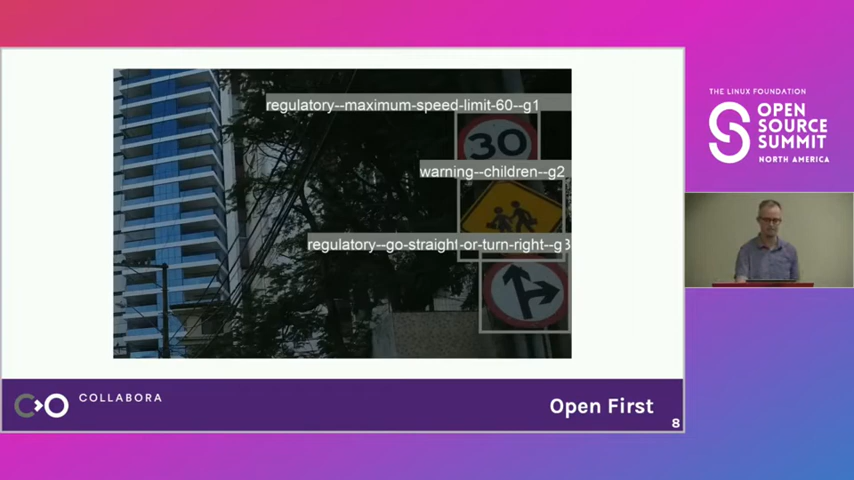 regulatory--maximum-speed-limit-60--g1
30
warning--children--g2
regulatory--go-straight-or-turn-right--g3
COLLABORA
Open First
8
THE LINUX FOUNDATION
OPEN
SOURCE
SUMMIT
NORTH AMERICA